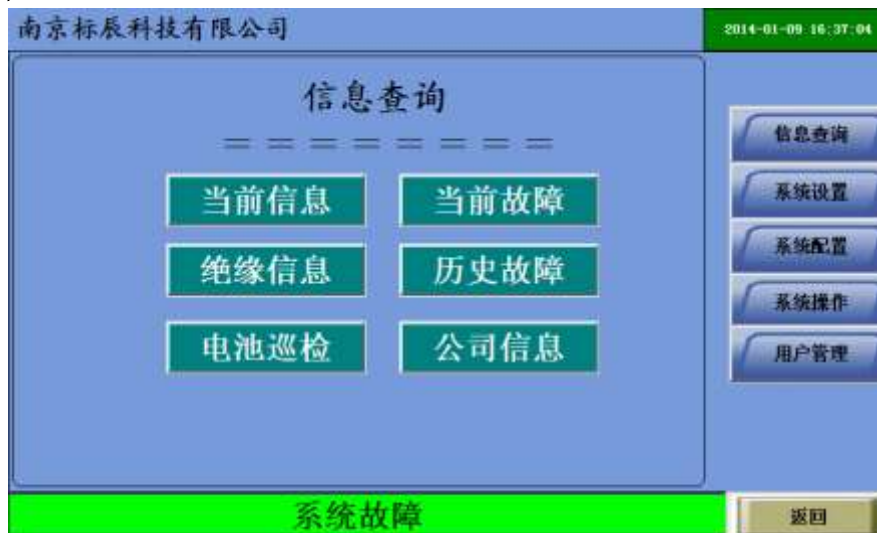 南京标辰科技有限公司
2014-01-09 16:37:04
信息查询
========
当前信息 当前故障
绝缘信息 历史故障
电池巡检 公司信息
信息查询
系统设置
系统配置
系统操作
用户管理
系统故障
返回